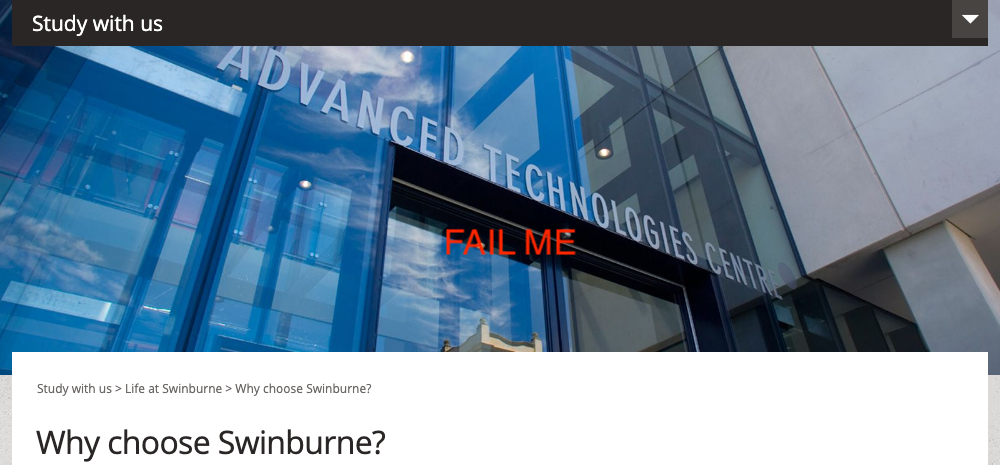 Study with us
ADVANCED TECHNOLOGIES CENTRE
FAIL ME
Study with us > Life at Swinburne > Why choose Swinburne?
Why choose Swinburne?